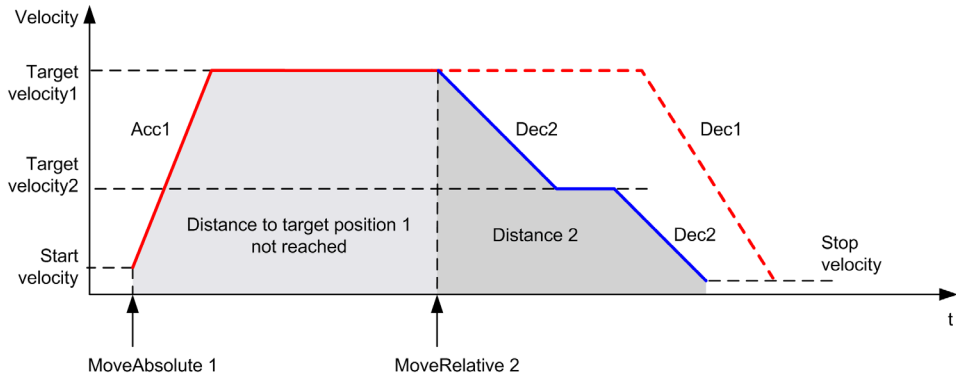 Velocity
Target
velocity1
Acc1
Dec2
Dec1
Target
velocity2
Distance to target position 1
not reached
Distance 2
Dec2
Stop
velocity
Start
velocity
t
MoveAbsolute 1
MoveRelative 2